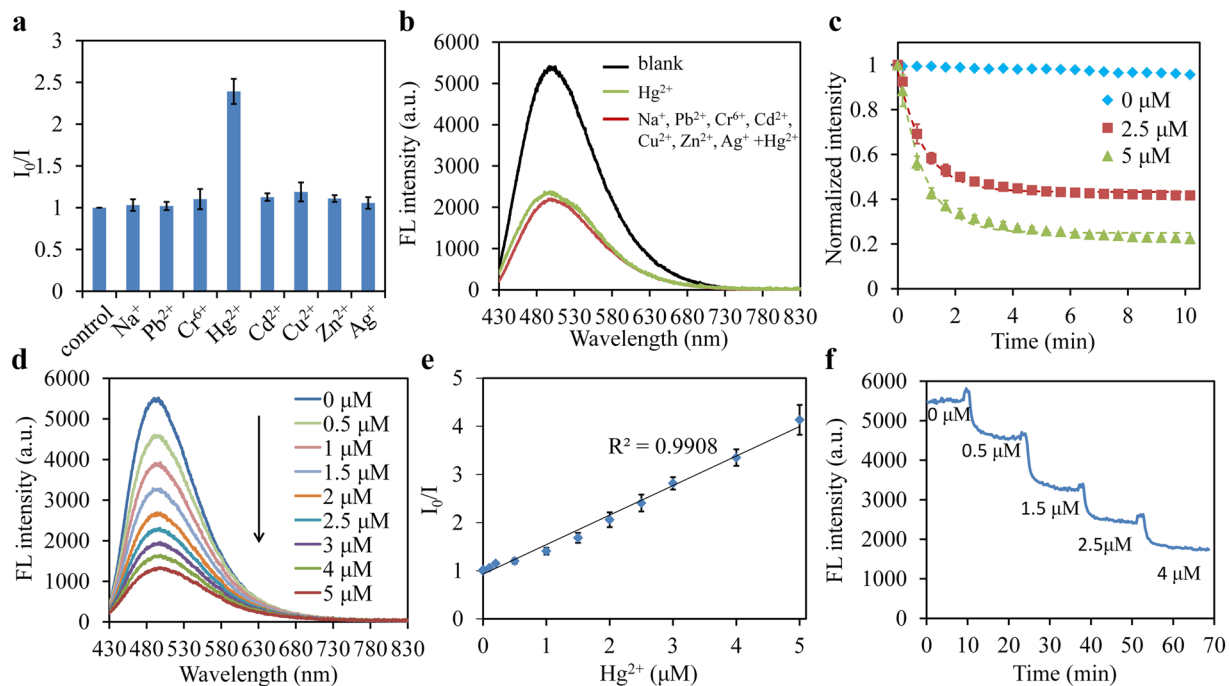 a
3
2.5
2
1.5
1
0.5
0
I₀/I
control
Na⁺
Pb²⁺
Cr⁶⁺
Hg²⁺
Cd²⁺
Cu²⁺
Zn²⁺
Ag⁺
b
6000
5000
4000
3000
2000
1000
0
FL intensity (a.u.)
blank
Hg²⁺
Na⁺, Pb²⁺, Cr⁶⁺, Cd²⁺,
Cu²⁺, Zn²⁺, Ag⁺ +Hg²⁺
430 480 530 580 630 680 730 780 830
Wavelength (nm)
c
1
0.8
0.6
0.4
0.2
0
Normalized intensity
0 μM
2.5 μM
5 μM
0 2 4 6 8 10
Time (min)
d
6000
5000
4000
3000
2000
1000
0
FL intensity (a.u.)
0 μM
0.5 μM
1 μM
1.5 μM
2 μM
2.5 μM
3 μM
4 μM
5 μM
430 480 530 580 630 680 730 780 830
Wavelength (nm)
e
5
4
3
2
1
0
I₀/I
R² = 0.9908
0 1 2 3 4 5
Hg²⁺ (μM)
f
6000
5000
4000
3000
2000
1000
0
FL intensity (a.u.)
0 μM
0.5 μM
1.5 μM
2.5μM
4 μM
0 10 20 30 40 50 60 70
Time (min)